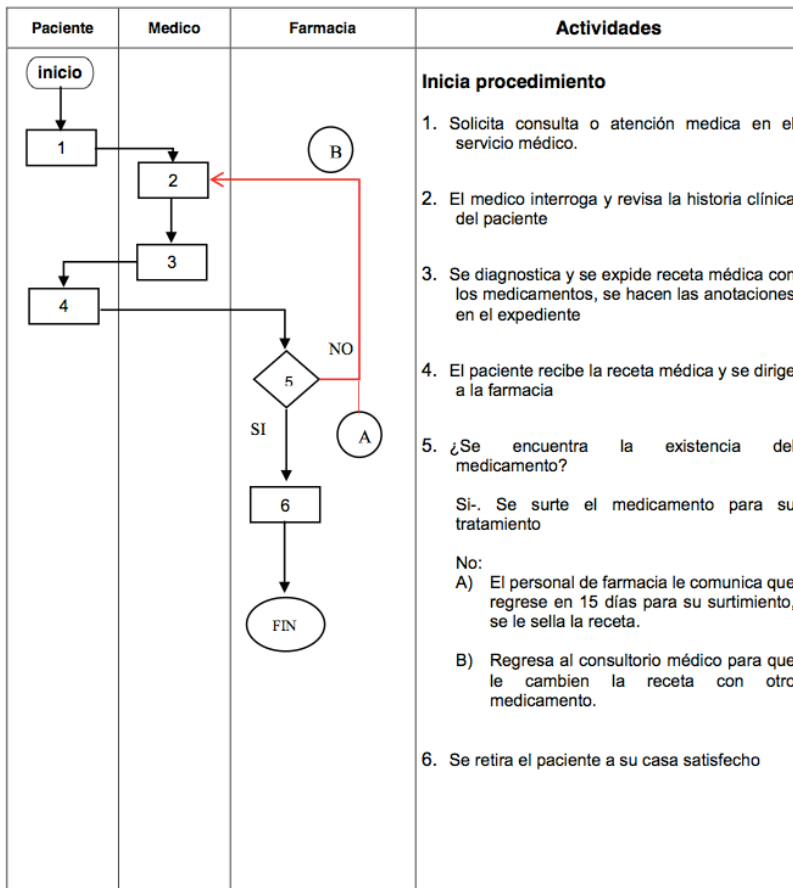 Paciente
Medico
Farmacia
Actividades
inicio
1
2
3
4
B
NO
5
SI
A
6
FIN
Inicia procedimiento
1. Solicita consulta o atención medica en el
servicio médico.
2. El medico interroga y revisa la historia clínica
del paciente
3. Se diagnostica y se expide receta médica con
los medicamentos, se hacen las anotaciones
en el expediente
4. El paciente recibe la receta médica y se dirige
a la farmacia
5. ¿Se encuentra la existencia del
medicamento?
Si-. Se surte el medicamento para su
tratamiento
No:
A) El personal de farmacia le comunica que
regrese en 15 días para su surtimiento,
se le sella la receta.
B) Regresa al consultorio médico para que
le cambien la receta con otro
medicamento.
6. Se retira el paciente a su casa satisfecho